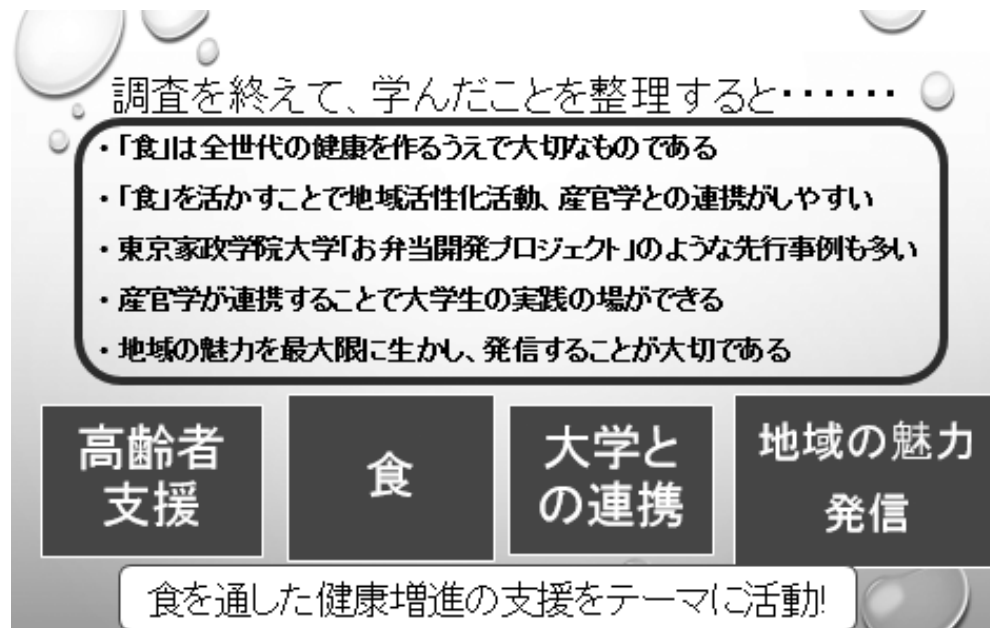 調査を終えて、学んだことを整理すると・・・・・・
・「食」は全世代の健康を作るうえで大切なものである
・「食」を活かすことで地域活性化活動、産官学との連携がしやすい
・東京家政学院大学「お弁当開発プロジェクト」のような先行事例も多い
・産官学が連携することで大学生の実践の場ができる
・地域の魅力を最大限に生かし、発信することが大切である
高齢者
支援
食
大学と
の連携
地域の魅力
発信
食を通した健康増進の支援をテーマに活動!